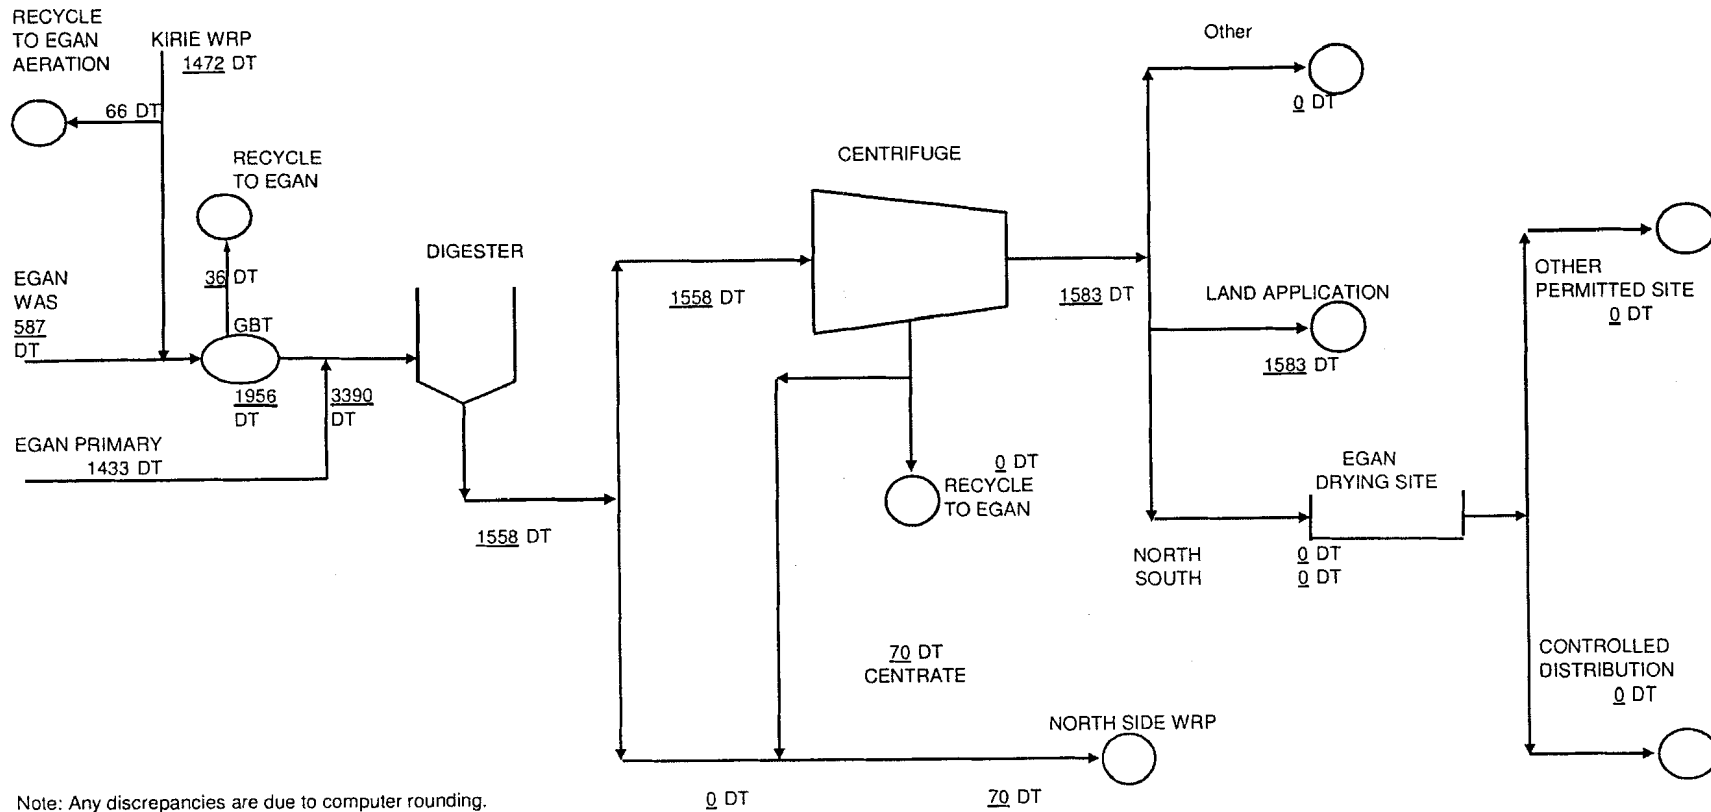 RECYCLE
TO EGAN
AERATION
KIRIE WRP
1472 DT
66 DT
RECYCLE
TO EGAN
36 DT
EGAN
WAS
587
DT
GBT
1956
DT
3390
DT
EGAN PRIMARY
1433 DT
DIGESTER
1558 DT
1558 DT
CENTRIFUGE
1583 DT
0 DT
RECYCLE
TO EGAN
70 DT
CENTRATE
NORTH SIDE WRP
0 DT
70 DT
Other
0 DT
LAND APPLICATION
1583 DT
EGAN
DRYING SITE
NORTH
SOUTH
0 DT
0 DT
OTHER
PERMITTED SITE
0 DT
CONTROLLED
DISTRIBUTION
0 DT
Note: Any discrepancies are due to computer rounding.